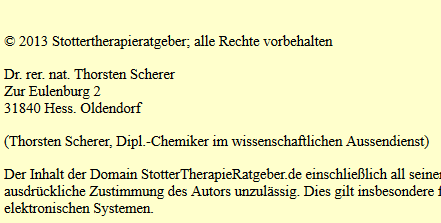 © 2013 Stottertherapieratgeber; alle Rechte vorbehalten
Dr. rer. nat. Thorsten Scherer
Zur Eulenburg 2
31840 Hess. Oldendorf
(Thorsten Scherer, Dipl.-Chemiker im wissenschaftlichen Aussendienst)
Der Inhalt der Domain StotterTherapieRatgeber.de einschließlich all seiner
ausdrückliche Zustimmung des Autors unzulässig. Dies gilt insbesondere f
elektronischen Systemen.